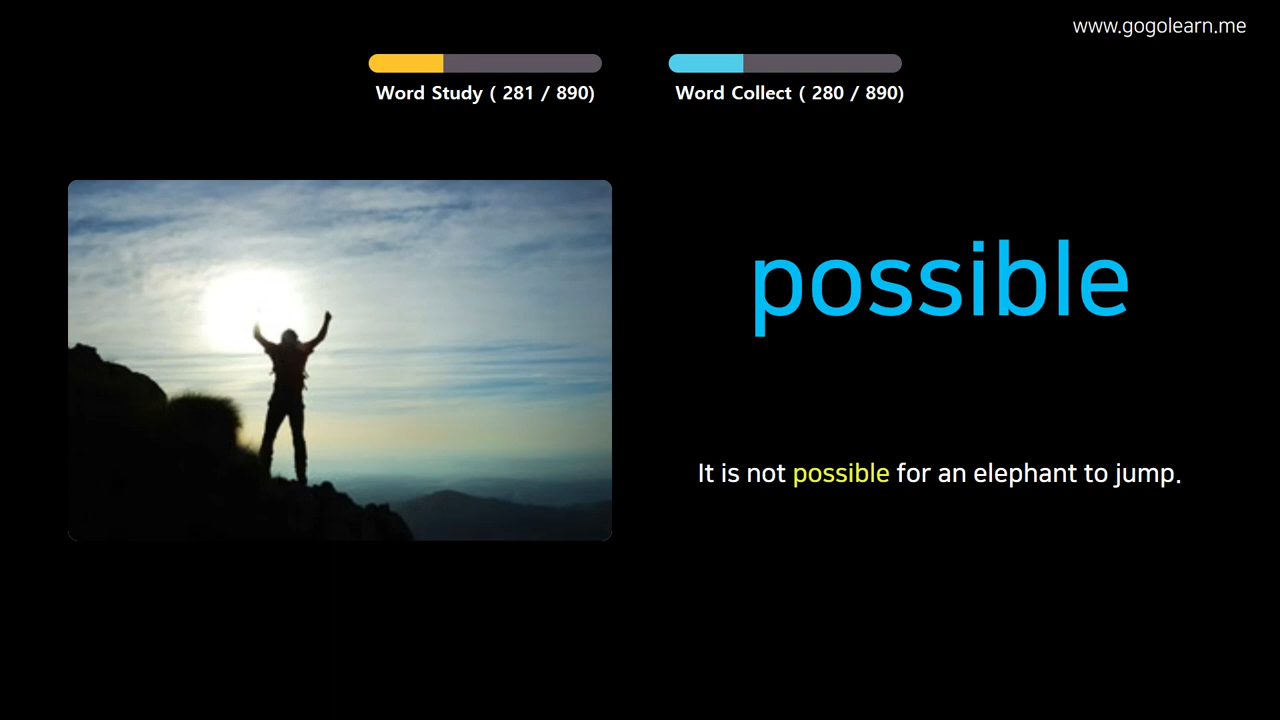 www.gogolearn.me
Word Study ( 281 / 890)
Word Collect ( 280 / 890)
possible
It is not possible for an elephant to jump.